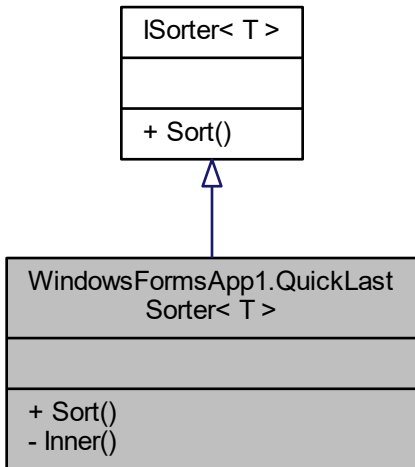 ISorter< T >
+ Sort()
WindowsFormsApp1.QuickLast
Sorter< T >
+ Sort()
- Inner()